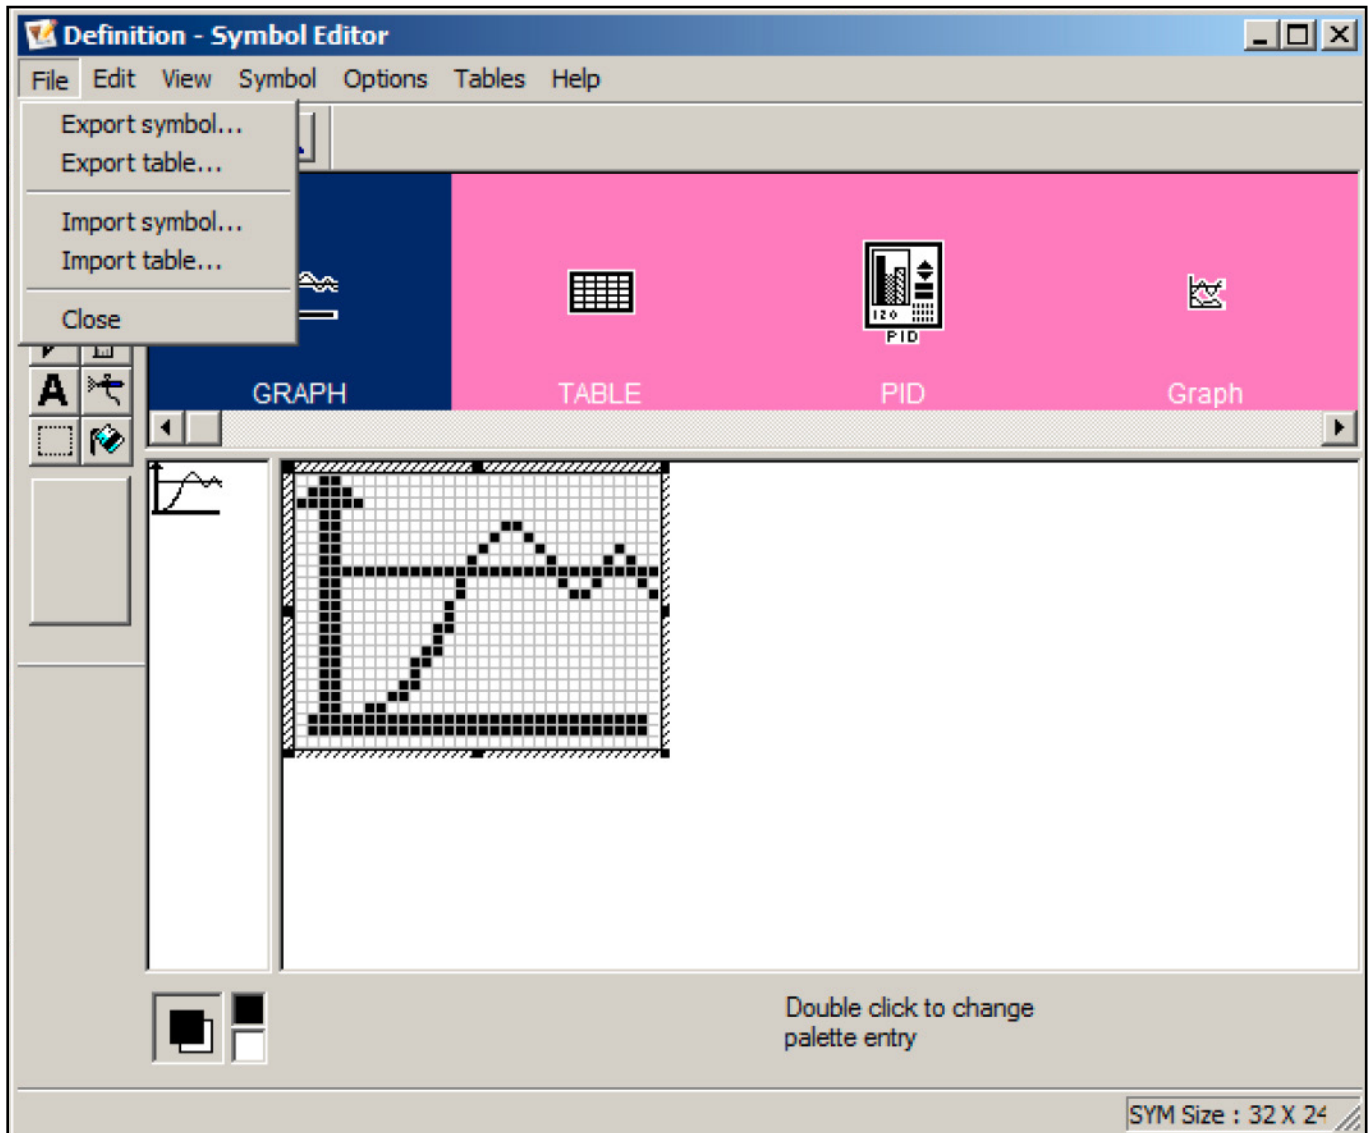 Definition - Symbol Editor
File Edit View Symbol Options Tables Help
Export symbol...
Export table...
Import symbol...
Import table...
Close
120
PID
GRAPH TABLE PID Graph
A
Double click to change
palette entry
SYM Size : 32 X 24